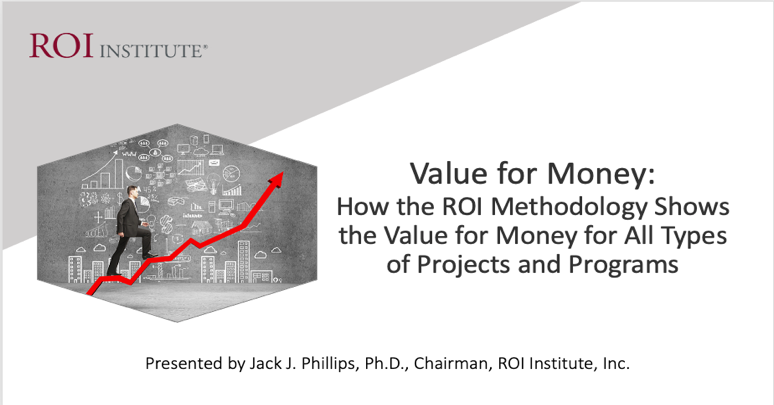 ROI INSTITUTE®
Value for Money:
How the ROI Methodology Shows
the Value for Money for All Types
of Projects and Programs
Presented by Jack J. Phillips, Ph.D., Chairman, ROI Institute, Inc.